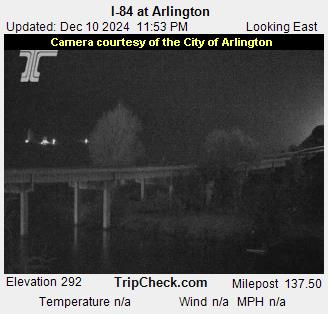 I-84 at Arlington
Updated: Dec 10 2024 11:53 PM Looking East
Camera courtesy of the City of Arlington
Elevation 292 TripCheck.com Milepost 137.50
Temperature n/a Wind n/a MPH n/a